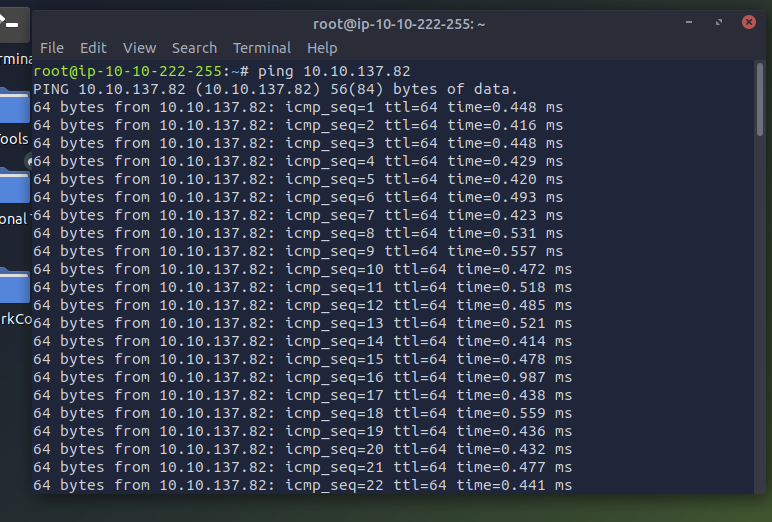 root@ip-10-10-222-255: ~
File Edit View Search Terminal Help
root@ip-10-10-222-255:~# ping 10.10.137.82
PING 10.10.137.82 (10.10.137.82) 56(84) bytes of data.
64 bytes from 10.10.137.82: icmp_seq=1 ttl=64 time=0.448 ms
64 bytes from 10.10.137.82: icmp_seq=2 ttl=64 time=0.416 ms
64 bytes from 10.10.137.82: icmp_seq=3 ttl=64 time=0.448 ms
64 bytes from 10.10.137.82: icmp_seq=4 ttl=64 time=0.429 ms
64 bytes from 10.10.137.82: icmp_seq=5 ttl=64 time=0.420 ms
64 bytes from 10.10.137.82: icmp_seq=6 ttl=64 time=0.493 ms
64 bytes from 10.10.137.82: icmp_seq=7 ttl=64 time=0.423 ms
64 bytes from 10.10.137.82: icmp_seq=8 ttl=64 time=0.531 ms
64 bytes from 10.10.137.82: icmp_seq=9 ttl=64 time=0.557 ms
64 bytes from 10.10.137.82: icmp_seq=10 ttl=64 time=0.472 ms
64 bytes from 10.10.137.82: icmp_seq=11 ttl=64 time=0.518 ms
64 bytes from 10.10.137.82: icmp_seq=12 ttl=64 time=0.485 ms
64 bytes from 10.10.137.82: icmp_seq=13 ttl=64 time=0.521 ms
64 bytes from 10.10.137.82: icmp_seq=14 ttl=64 time=0.414 ms
64 bytes from 10.10.137.82: icmp_seq=15 ttl=64 time=0.478 ms
64 bytes from 10.10.137.82: icmp_seq=16 ttl=64 time=0.987 ms
64 bytes from 10.10.137.82: icmp_seq=17 ttl=64 time=0.438 ms
64 bytes from 10.10.137.82: icmp_seq=18 ttl=64 time=0.559 ms
64 bytes from 10.10.137.82: icmp_seq=19 ttl=64 time=0.436 ms
64 bytes from 10.10.137.82: icmp_seq=20 ttl=64 time=0.432 ms
64 bytes from 10.10.137.82: icmp_seq=21 ttl=64 time=0.477 ms
64 bytes from 10.10.137.82: icmp_seq=22 ttl=64 time=0.441 ms
rmina
ools
onal
rkCo